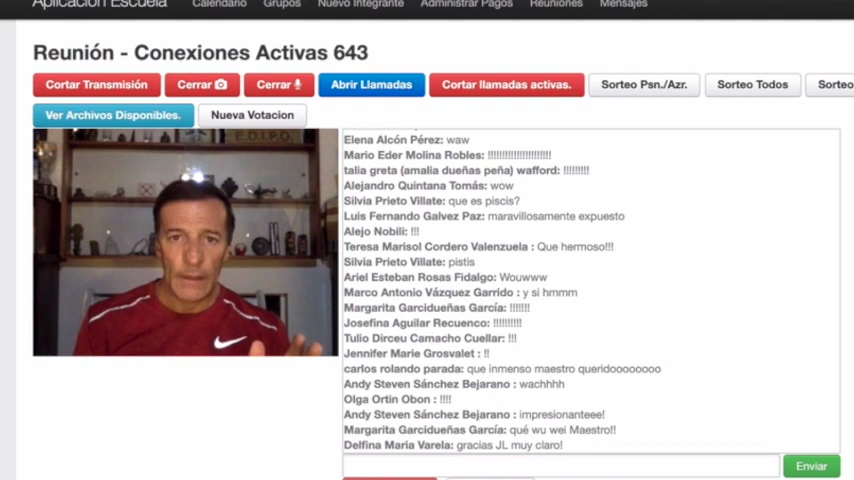 Aplicación Escuela Calendario Grupos Nuevo Integrante Administrar Pagos Reuniones Mensajes
Reunión - Conexiones Activas 643
Cortar Transmisión Cerrar Cerrar Abrir Llamadas Cortar llamadas activas. Sorteo Psn./Azr. Sorteo Todos Sorteo
Ver Archivos Disponibles. Nueva Votacion
E.D.I.P.O.
Elena Alcón Pérez: waw
Mario Eder Molina Robles: !!!!!!!!!!!!!!!!!!!!!!!
talia greta (amalia dueñas peña) wafford: !!!!!!!!!
Alejandro Quintana Tomás: wow
Silvia Prieto Villate: que es piscis?
Luis Fernando Galvez Paz: maravillosamente expuesto
Alejo Nobili: !!!
Teresa Marisol Cordero Valenzuela : Que hermoso!!!
Silvia Prieto Villate: pistis
Ariel Esteban Rosas Fidalgo: Wouwww
Marco Antonio Vázquez Garrido : y si hmmm
Margarita Garcidueñas García: !!!!!!!
Josefina Aguilar Recuenco: !!!!!!!!!!
Tulio Dirceu Camacho Cuellar: !!!
Jennifer Marie Grosvalet : !!
carlos rolando parada: que inmenso maestro queridoooooooo
Andy Steven Sánchez Bejarano : wachhhh
Olga Ortin Obon : !!!!
Andy Steven Sánchez Bejarano : impresionanteee!
Margarita Garcidueñas García: qué wu wei Maestro!!
Delfina Maria Varela: gracias JL muy claro!
Enviar